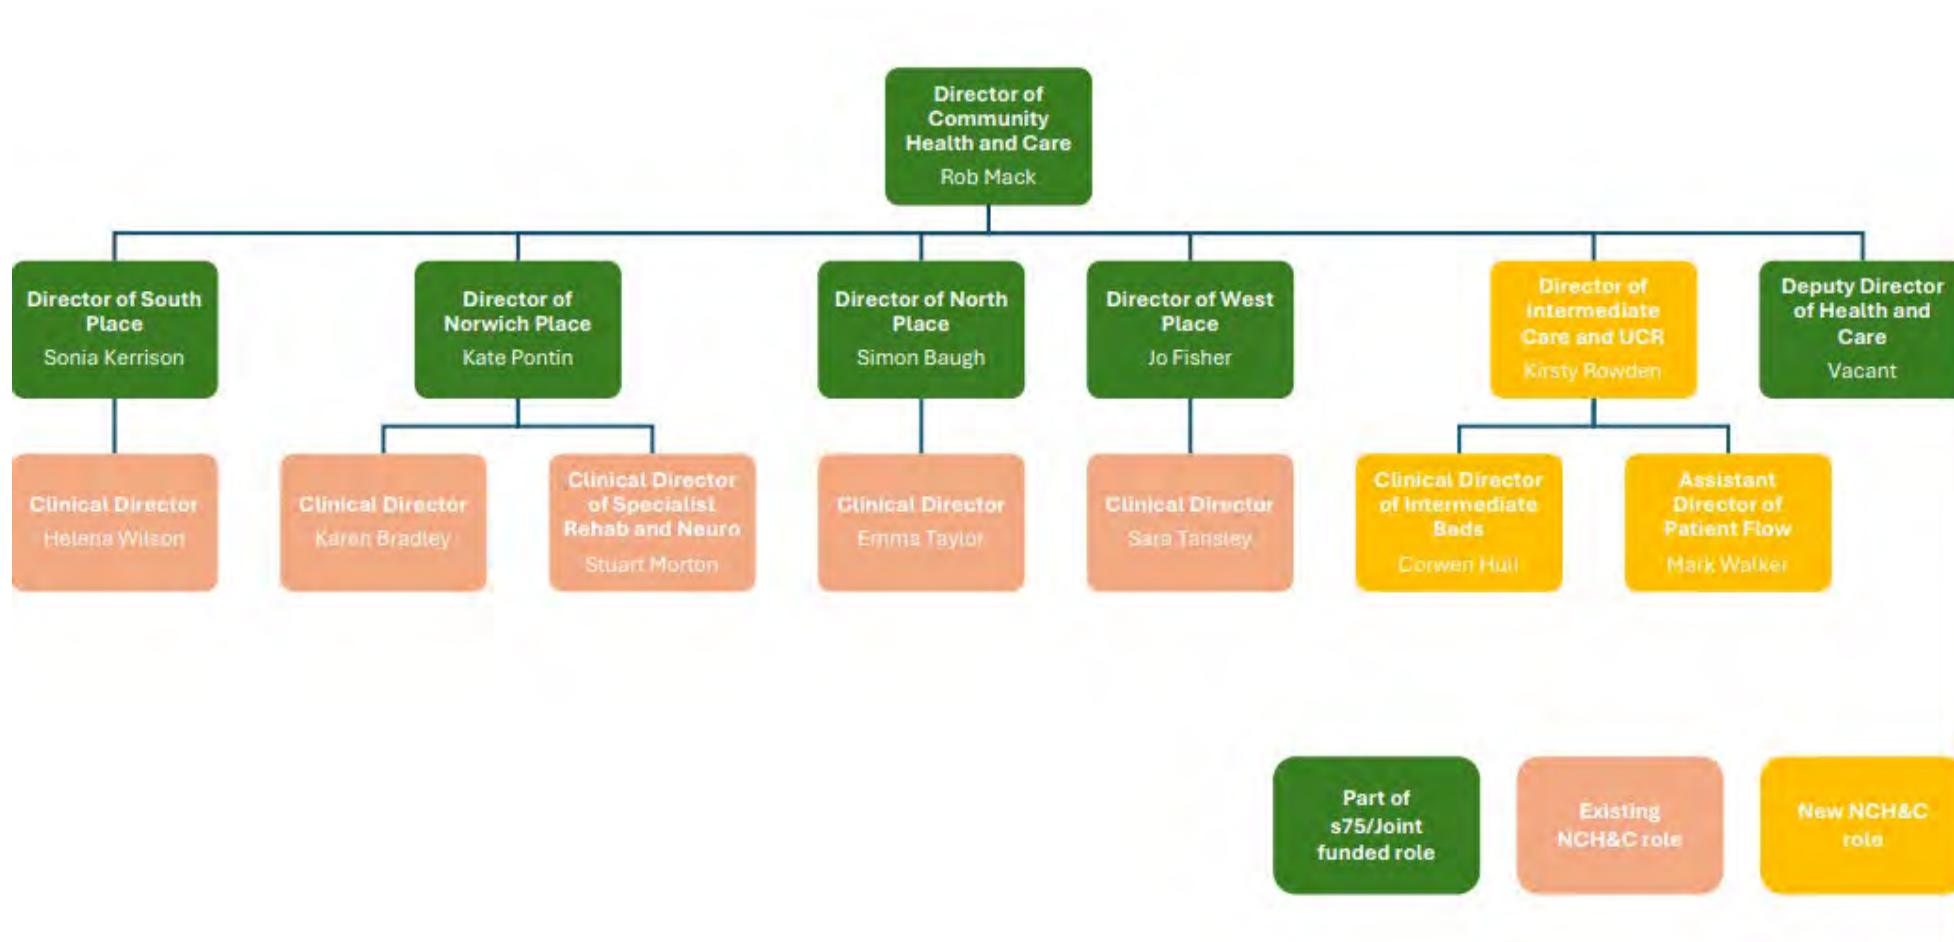 Director of
Community
Health and Care
Rob Mack
Director of South
Place
Sonia Kerrison
Director of
Norwich Place
Kate Pontin
Director of North
Place
Simon Baugh
Director of West
Place
Jo Fisher
Director of
Intermediate
Care and UCR
Kirsty Rowden
Deputy Director
of Health and
Care
Vacant
Clinical Director
Helena Wilson
Clinical Director
Karen Bradley
Clinical Director
of Specialist
Rehab and Neuro
Stuart Morton
Clinical Director
Emma Taylor
Clinical Director
Sara Tansley
Clinical Director
of Intermediate
Beds
Corwen Hull
Assistant
Director of
Patient Flow
Mark Walker
Part of
s75/Joint
funded role
Existing
NCH&C role
New NCH&C
role